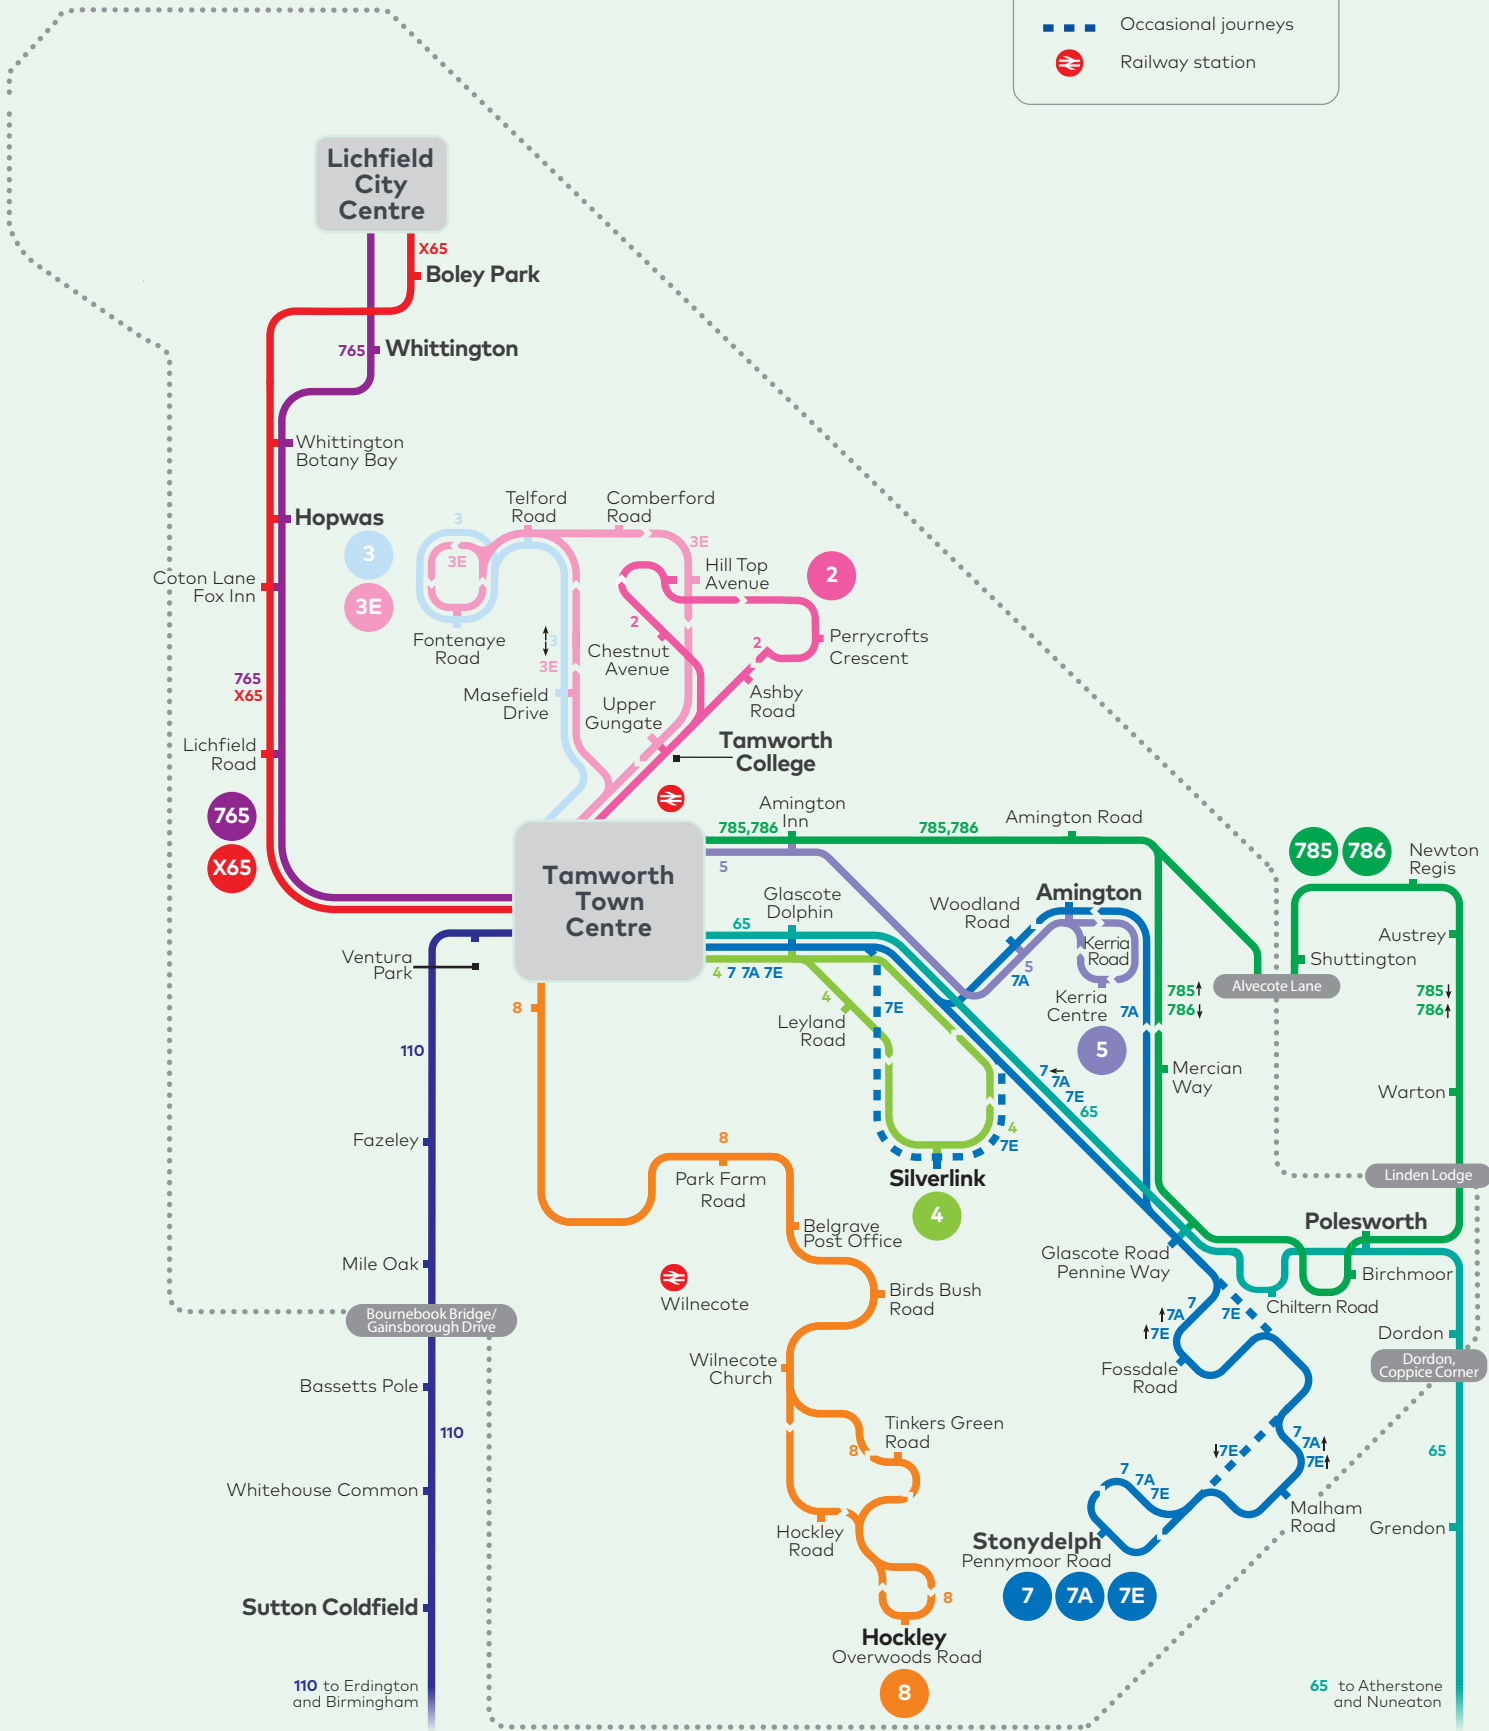 Occasional journeys
Railway station
Lichfield
City
Centre
X65
Boley Park
765
Whittington
Whittington
Botany Bay
Hopwas
3
3E
Coton Lane
Fox Inn
765
X65
Lichfield
Road
765
X65
Telford
Road
Comberford
Road
3
3E
3E
Hill Top
Avenue
2
2
2
Fontenaye
Road
3
3E
Chestnut
Avenue
Perrycrofts
Crescent
Masefield
Drive
Upper
Gungate
Ashby
Road
Tamworth
College
Tamworth
Town
Centre
Amington
Inn
785,786
785,786
Amington Road
5
785
786
Newton
Regis
Glascote
Dolphin
65
Woodland
Road
Amington
Kerria
Road
Austrey
Shuttington
Alvecote Lane
Ventura
Park
4 7 7A 7E
5
7A
Kerria
Centre
7A
785
786
785
786
8
4
7E
Leyland
Road
5
110
7
7A
7E
65
Mercian
Way
Warton
Fazeley
8
Park Farm
Road
4
7E
Silverlink
4
Linden Lodge
Belgrave
Post Office
Polesworth
Mile Oak
Glascote Road
Pennine Way
Birchmoor
Wilnecote
Birds Bush
Road
Chiltern Road
7
7A
7E
7E
Bournebook Bridge/
Gainsborough Drive
Dordon
Dordon,
Coppice Corner
Wilnecote
Church
Fossdale
Road
Bassetts Pole
110
Tinkers Green
Road
8
7
7A
7E
7E
65
Whitehouse Common
7
7A
7E
Malham
Road
Grendon
Hockley
Road
Stonydelph
Pennymoor Road
7
7A
7E
Sutton Coldfield
8
Hockley
Overwoods Road
8
110 to Erdington
and Birmingham
65 to Atherstone
and Nuneaton